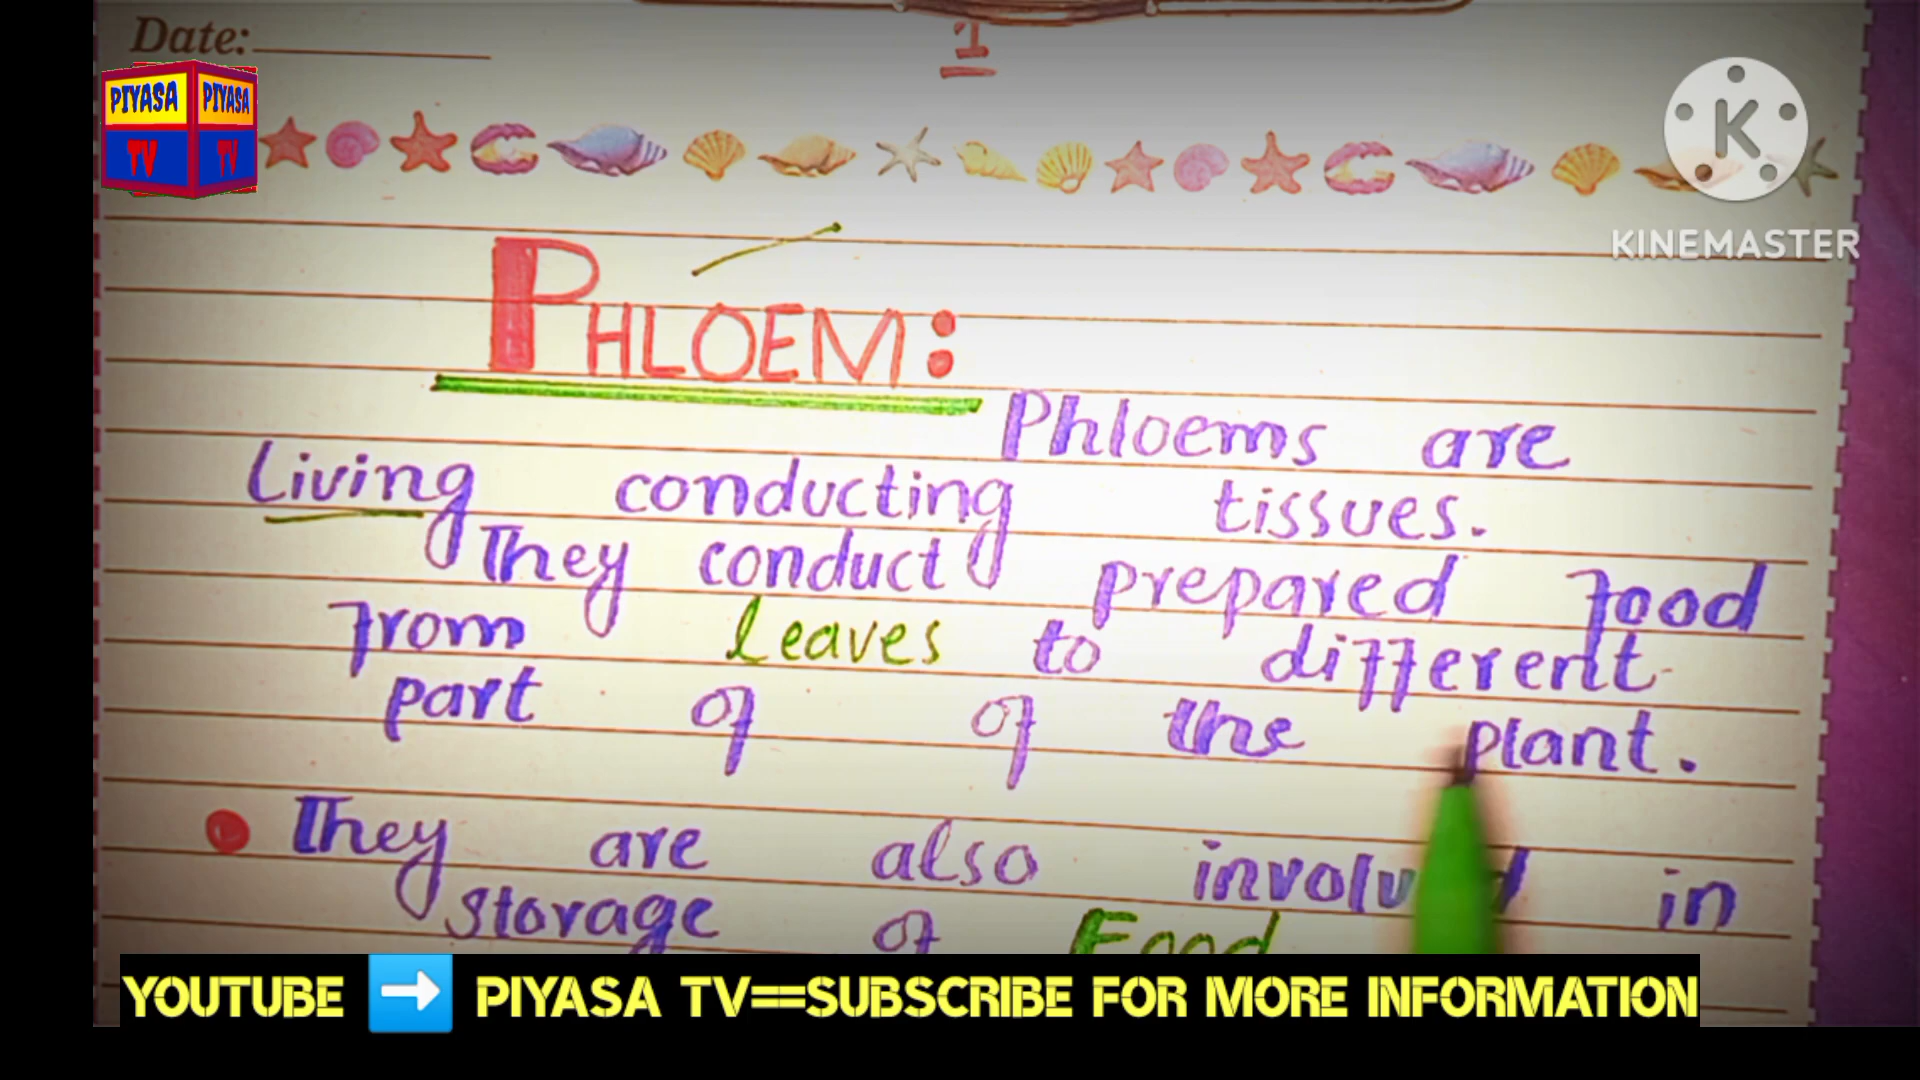 Date:
1
PIYASA PIYASA
TV TV
K
KINEMASTER
PHLOEM:
Phloems are
Living conducting tissues.
They conduct prepared food
from leaves to different
part of of the plant.
They are also in
storage of Food
YOUTUBE ➡ PIYASA TV==SUBSCRIBE FOR MORE INFORMATION